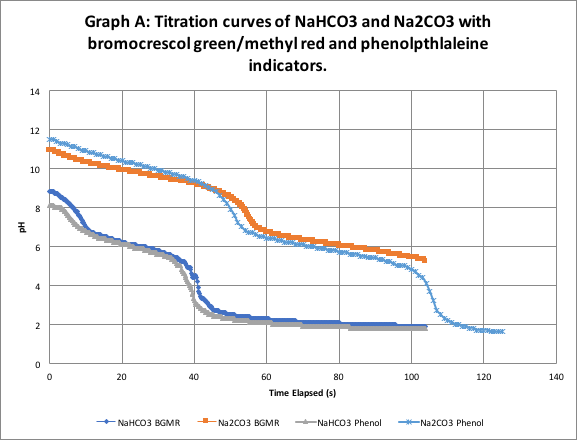 Graph A: Titration curves of NaHCO3 and Na2CO3 with
bromocrescol green/methyl red and phenolpthlaleine
indicators.
14
12
10
8
6
4
2
0
pH
0 20 40 60 80 100 120 140
Time Elapsed (s)
NaHCO3 BGMR Na2CO3 BGMR NaHCO3 Phenol Na2CO3 Phenol